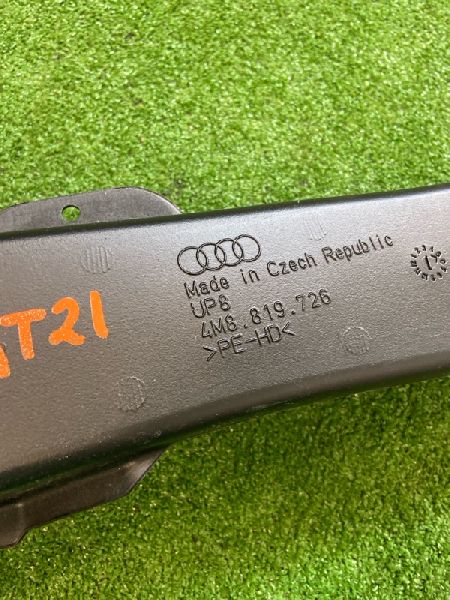 Made in Czech Republic
UP8
4M8.819.726
>PE-HD<
T21